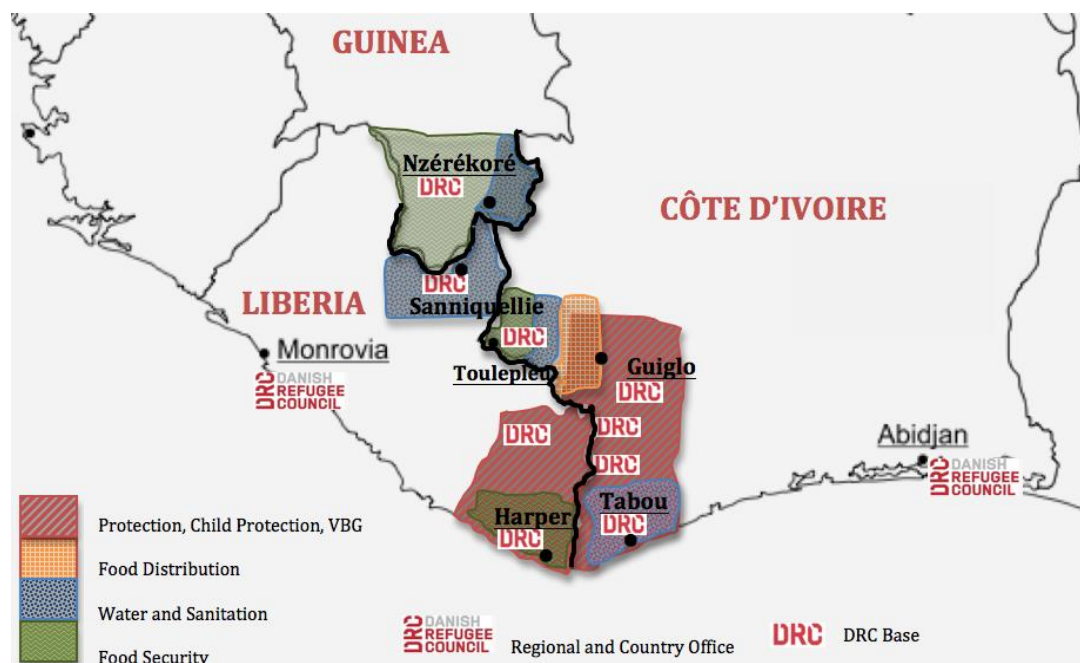 GUINEA
Nzérékoré
DRC
CÔTE D'IVOIRE
DRC
LIBERIA
Sanniquellie
DRC
Monrovia
Toulepleu
Guiglo
DRC DANISH REFUGEE COUNCIL
DRC
DRC
DRC
DRC
Abidjan
DRC DANISH REFUGEE COUNCIL
Harper
Tabou
DRC
DRC
Protection, Child Protection, VBG
Food Distribution
Water and Sanitation
Food Security
DRC DANISH REFUGEE COUNCIL
Regional and Country Office
DRC
DRC Base